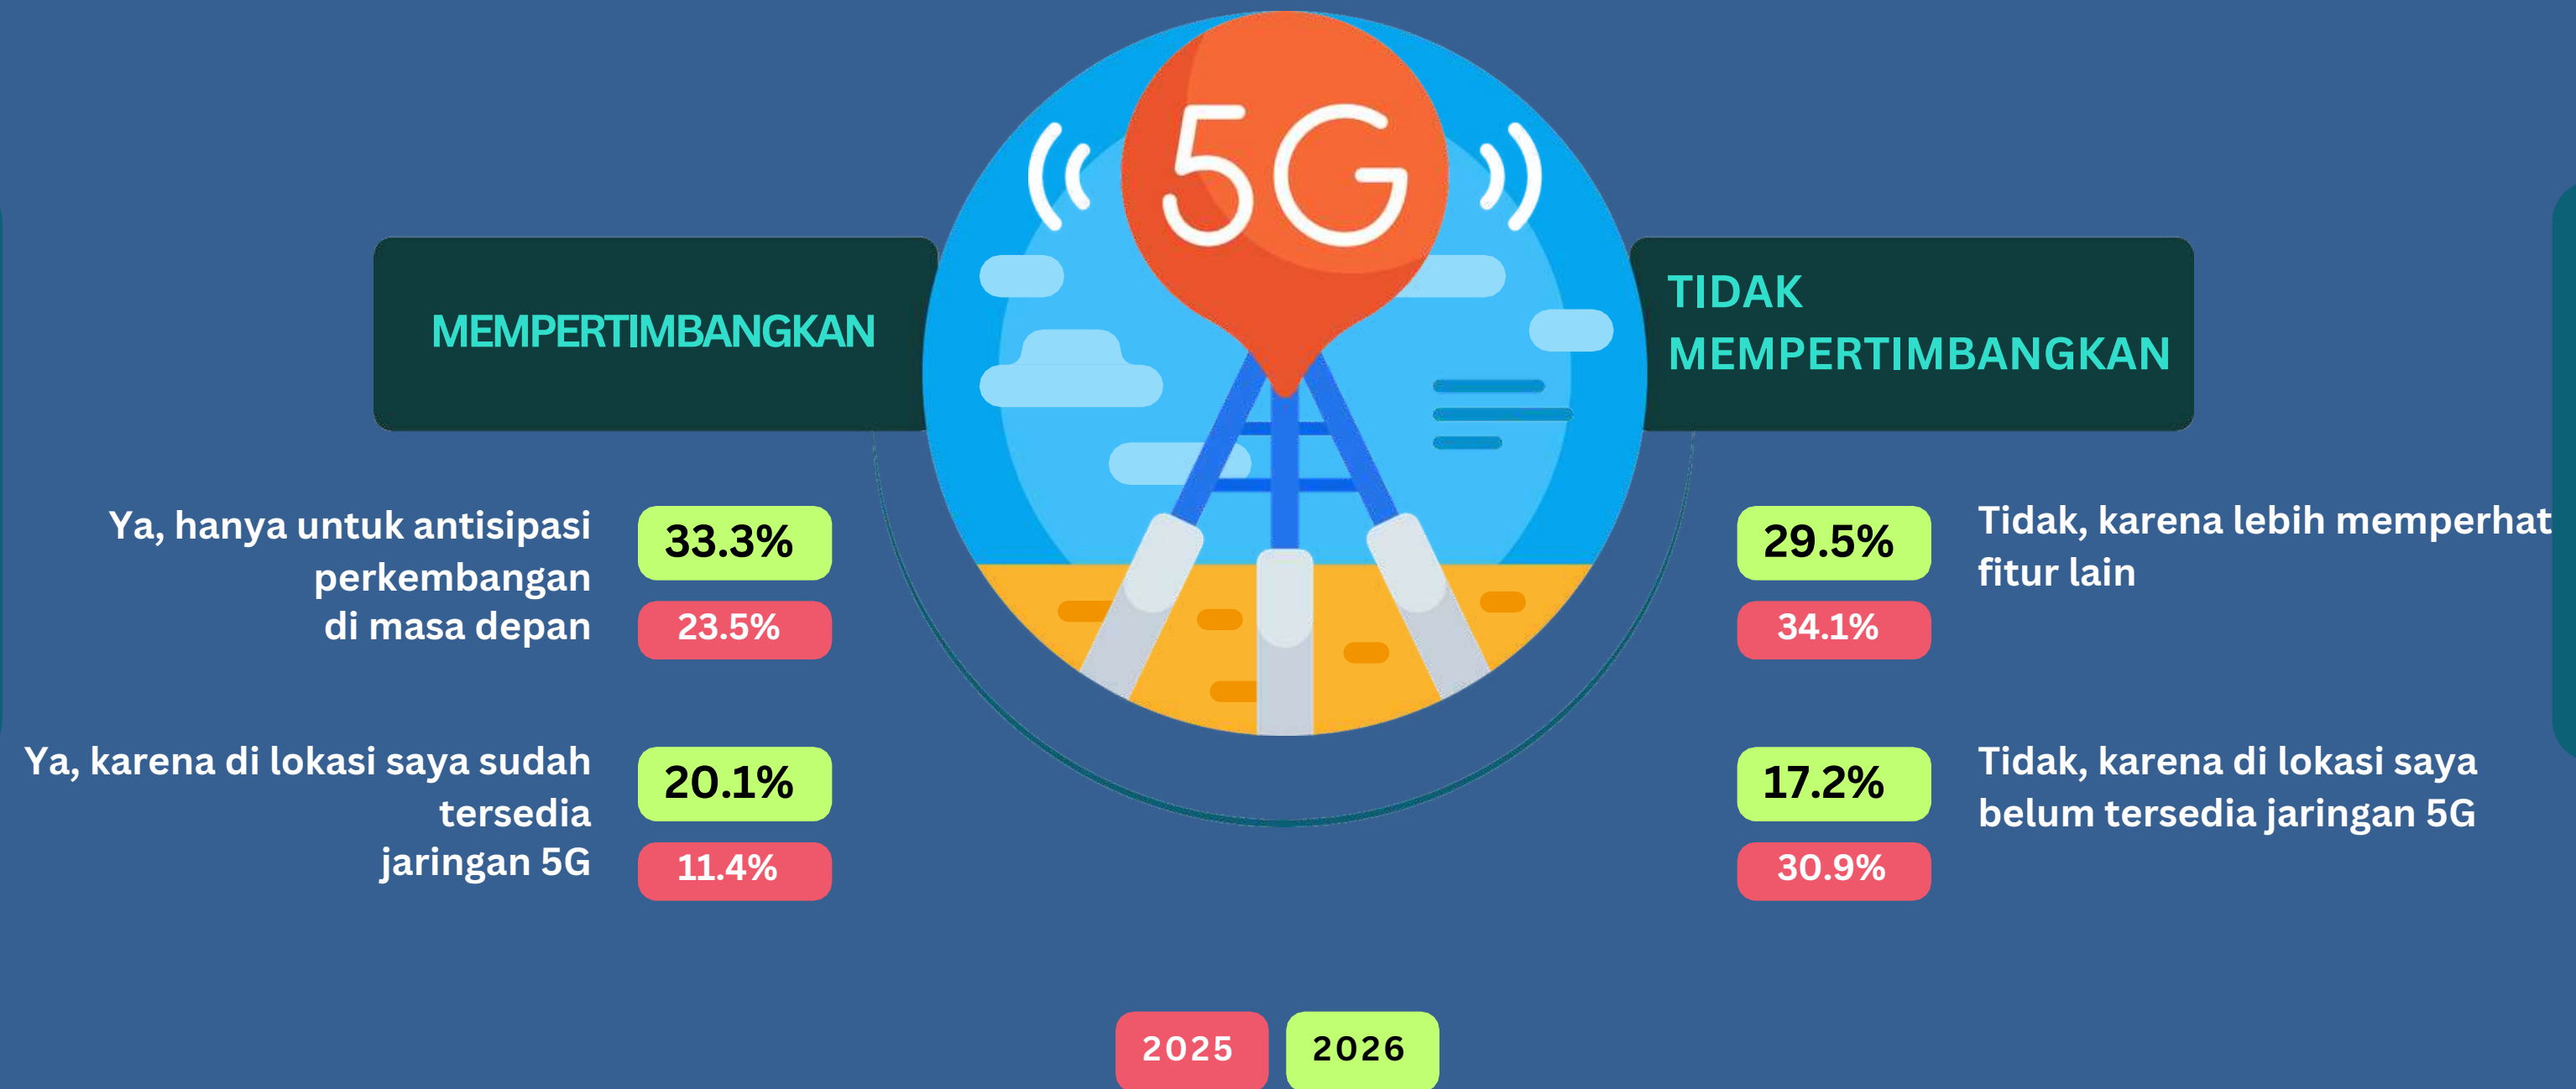 5G
MEMPERTIMBANGKAN
Ya, hanya untuk antisipasi
perkembangan
di masa depan
33.3%
23.5%
Ya, karena di lokasi saya sudah
tersedia
jaringan 5G
20.1%
11.4%
TIDAK
MEMPERTIMBANGKAN
29.5%
34.1%
Tidak, karena lebih memperhat
fitur lain
17.2%
30.9%
Tidak, karena di lokasi saya
belum tersedia jaringan 5G
2025
2026